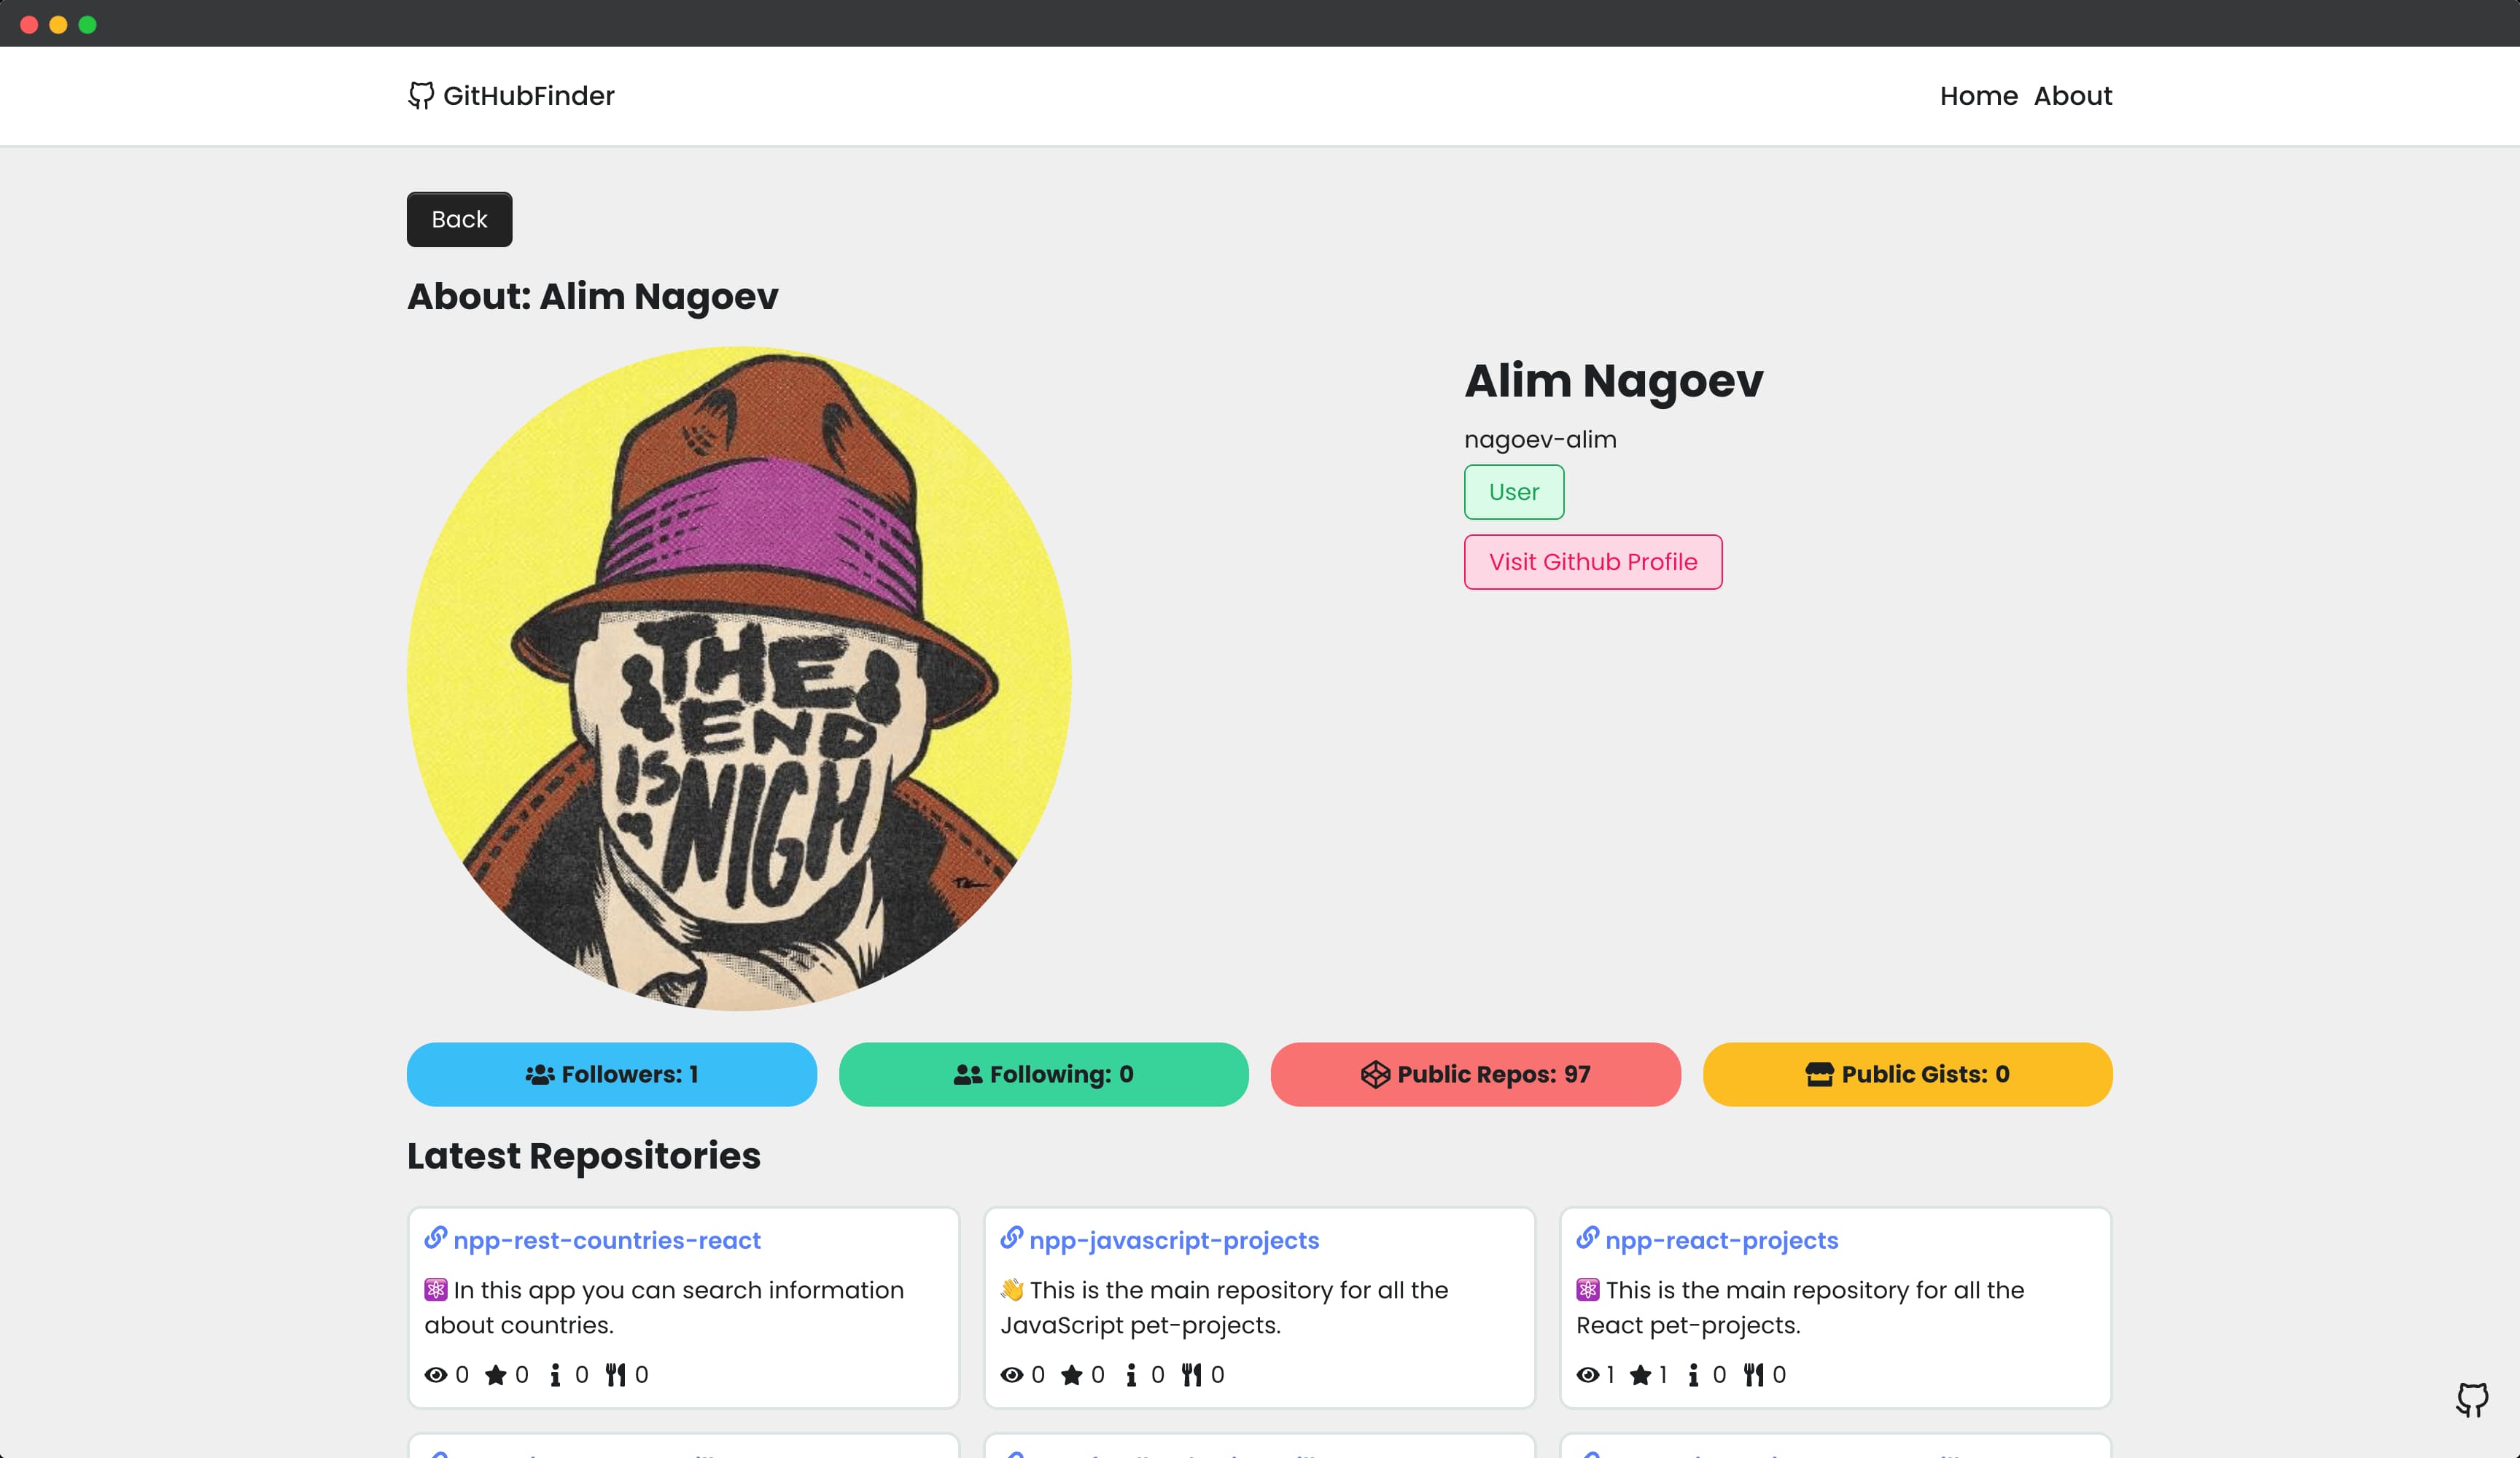 GitHubFinder
Home About
Back
About: Alim Nagoev
THE
END
IS NIGH
Alim Nagoev
nagoev-alim
User
Visit Github Profile
Followers: 1
Following: 0
Public Repos: 97
Public Gists: 0
Latest Repositories
npp-rest-countries-react
In this app you can search information
about countries.
0 0 0 0
npp-javascript-projects
👋 This is the main repository for all the
JavaScript pet-projects.
0 0 0 0
npp-react-projects
This is the main repository for all the
React pet-projects.
1 1 0 0